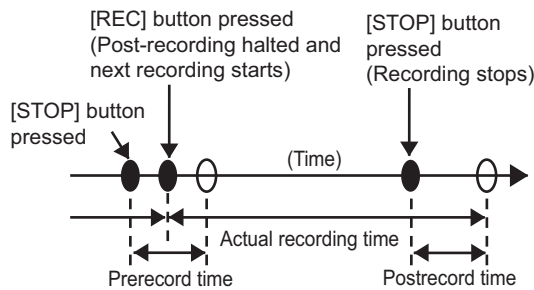 [REC] button pressed
(Post-recording halted and
next recording starts)
[STOP] button
pressed
(Recording stops)
[STOP] button
pressed
(Time)
Actual recording time
Prerecord time
Postrecord time